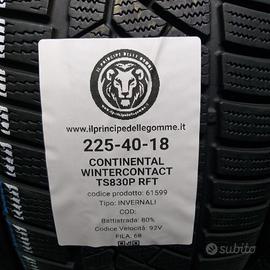 IL PRINCIPE DELLE GOMME
www.ilprincipedellegomme.it
225-40-18
CONTINENTAL
WINTERCONTACT
TS830P RFT
codice prodotto: 61599
Tipo: INVERNALI
COD:
Battistrada: 80%
Codice Velocità: 92V
FILA: 68
subito